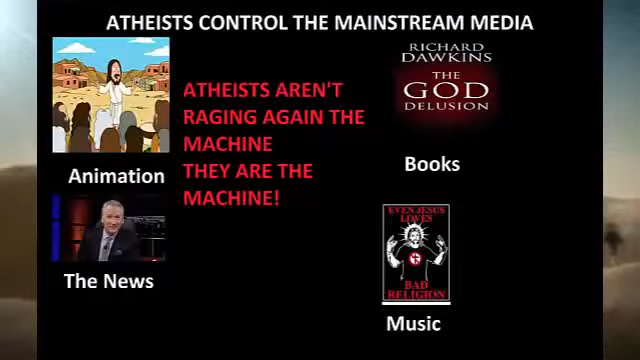 ATHEISTS CONTROL THE MAINSTREAM MEDIA
RICHARD
DAWKINS
THE
GOD
DELUSION
ATHEISTS AREN'T
RAGING AGAIN THE
MACHINE
THEY ARE THE
MACHINE!
Animation
Books
EVEN JESUS
LOVES
BAD
RELIGION
The News
Music